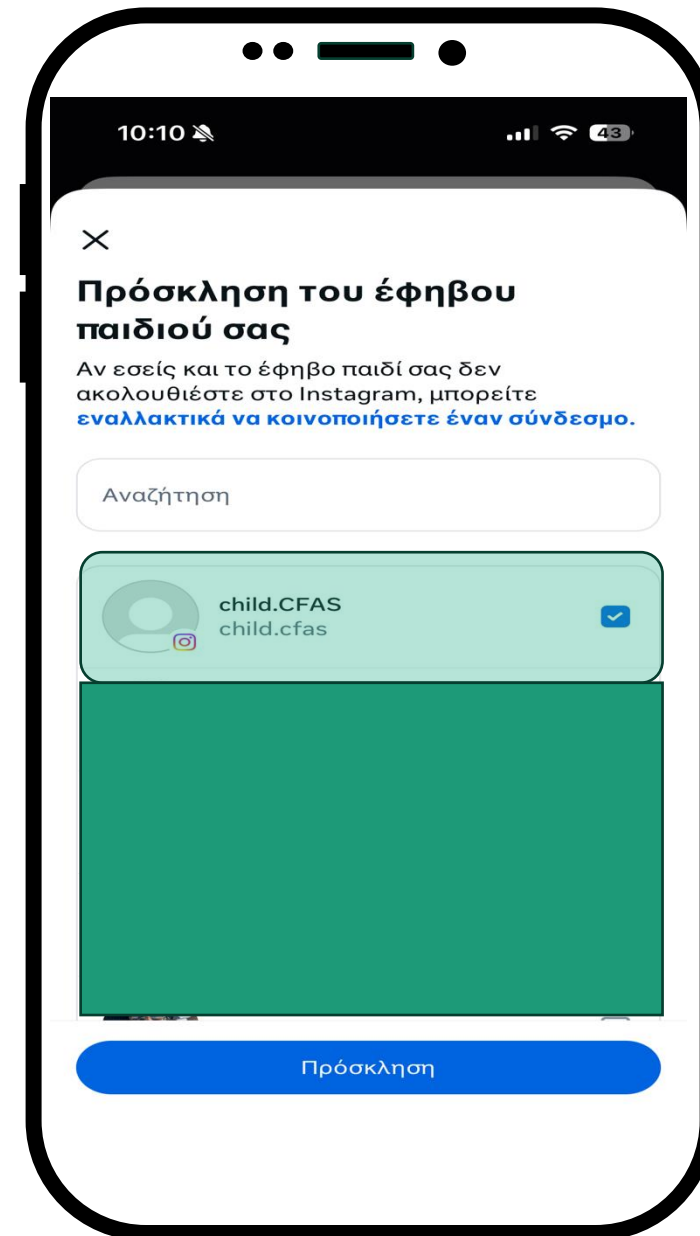 10:10
43
Πρόσκληση του έφηβου
παιδιού σας
Αν εσείς και το έφηβο παιδί σας δεν
ακολουθιέστε στο Instagram, μπορείτε
εναλλακτικά να κοινοποιήσετε έναν σύνδεσμο.
Αναζήτηση
child.CFAS
child.cfas
Πρόσκληση